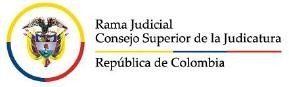 Rama Judicial
Consejo Superior de la Judicatura
República de Colombia